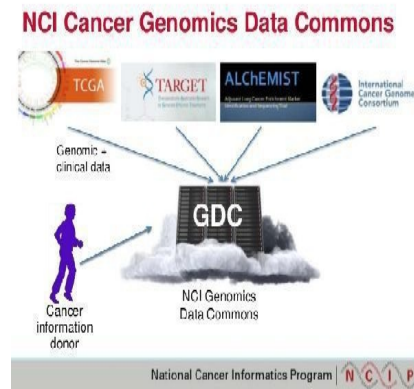 NCI Cancer Genomics Data Commons
TCGA
TARGET
ALCHEMIST
International
Cancer Genome
Consortium
Genomic +
clinical data
GDC
NCI Genomics
Data Commons
Cancer
information
donor
National Cancer Informatics Program | N C I P